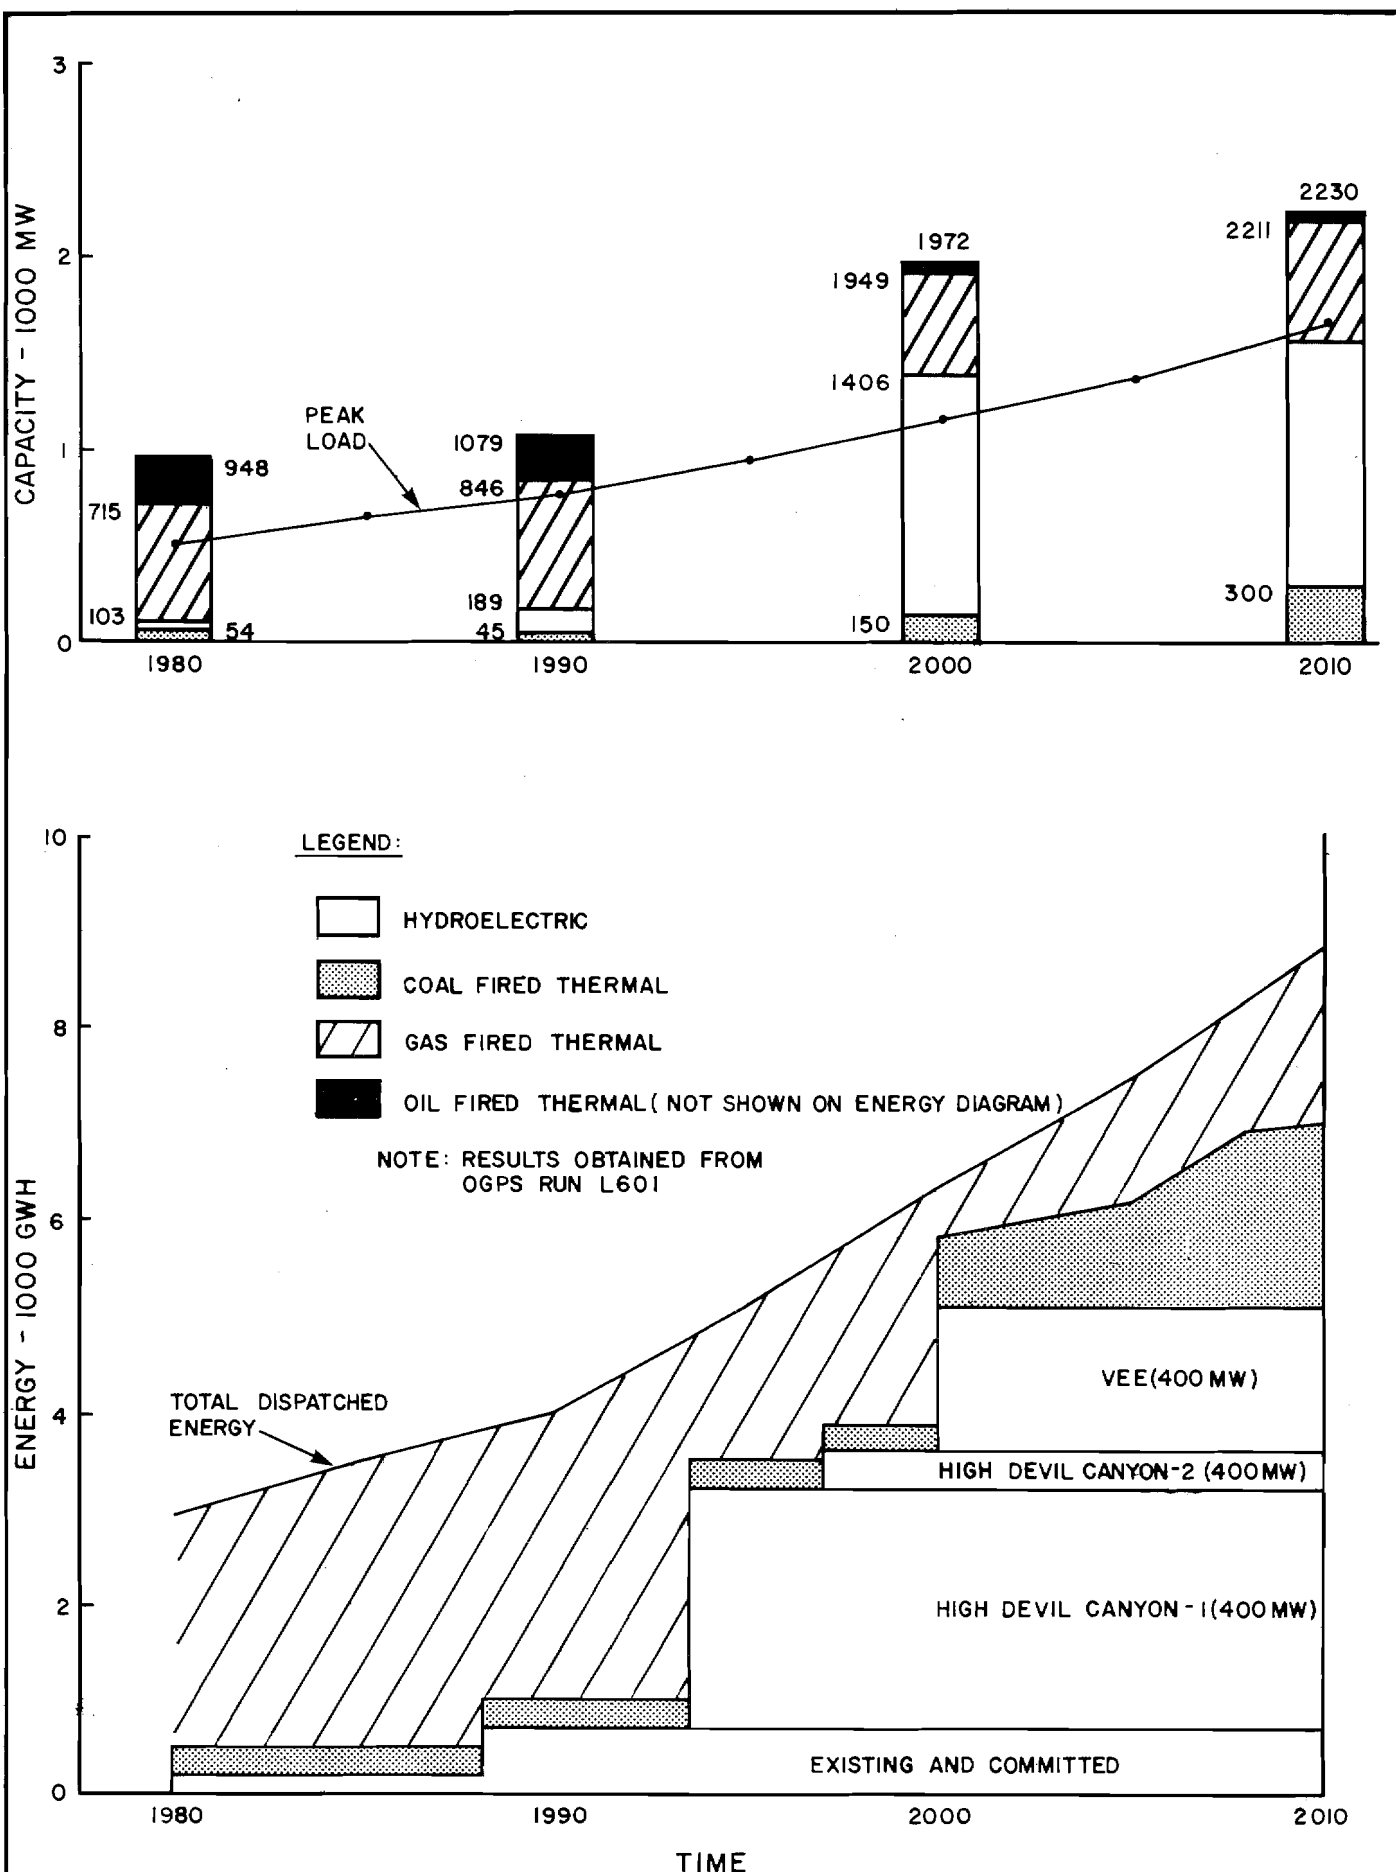 3
2230
2211
2
1972
1949
CAPACITY - 1000 MW
PEAK
LOAD
1406
1
1079
948
846
715
300
189
103
150
54
45
0
1980
1990
2000
2010
10
LEGEND:
HYDROELECTRIC
COAL FIRED THERMAL
8
GAS FIRED THERMAL
OIL FIRED THERMAL (NOT SHOWN ON ENERGY DIAGRAM)
NOTE: RESULTS OBTAINED FROM
OGPS RUN L601
6
ENERGY - 1000 GWH
VEE (400 MW)
TOTAL DISPATCHED
ENERGY
4
HIGH DEVIL CANYON-2 (400 MW)
2
HIGH DEVIL CANYON-1 (400 MW)
EXISTING AND COMMITTED
0
1980
1990
2000
2010
TIME